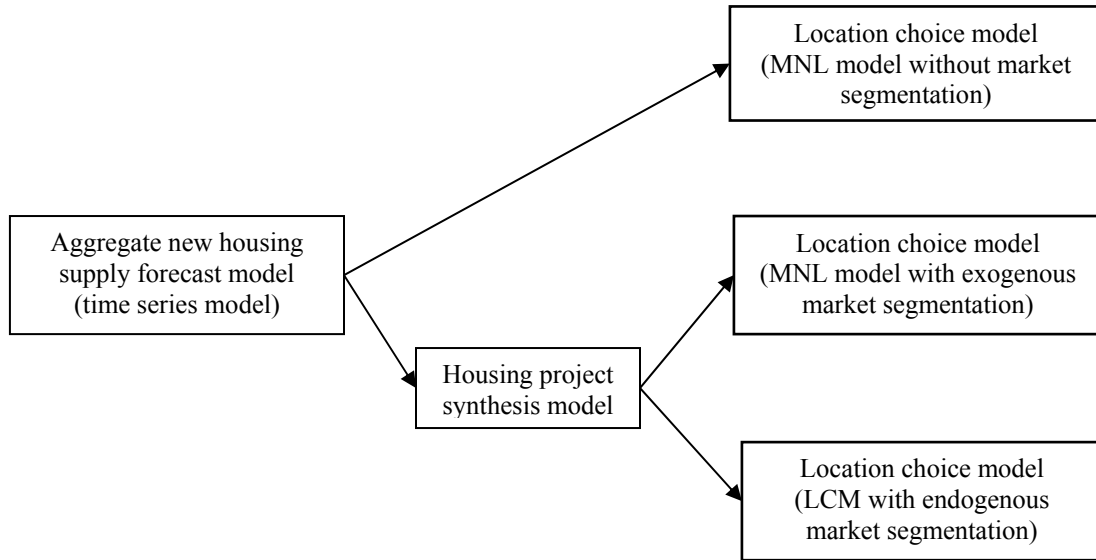 Location choice model
(MNL model without market
segmentation)
Aggregate new housing
supply forecast model
(time series model)
Location choice model
(MNL model with exogenous
market segmentation)
Housing project
synthesis model
Location choice model
(LCM with endogenous
market segmentation)